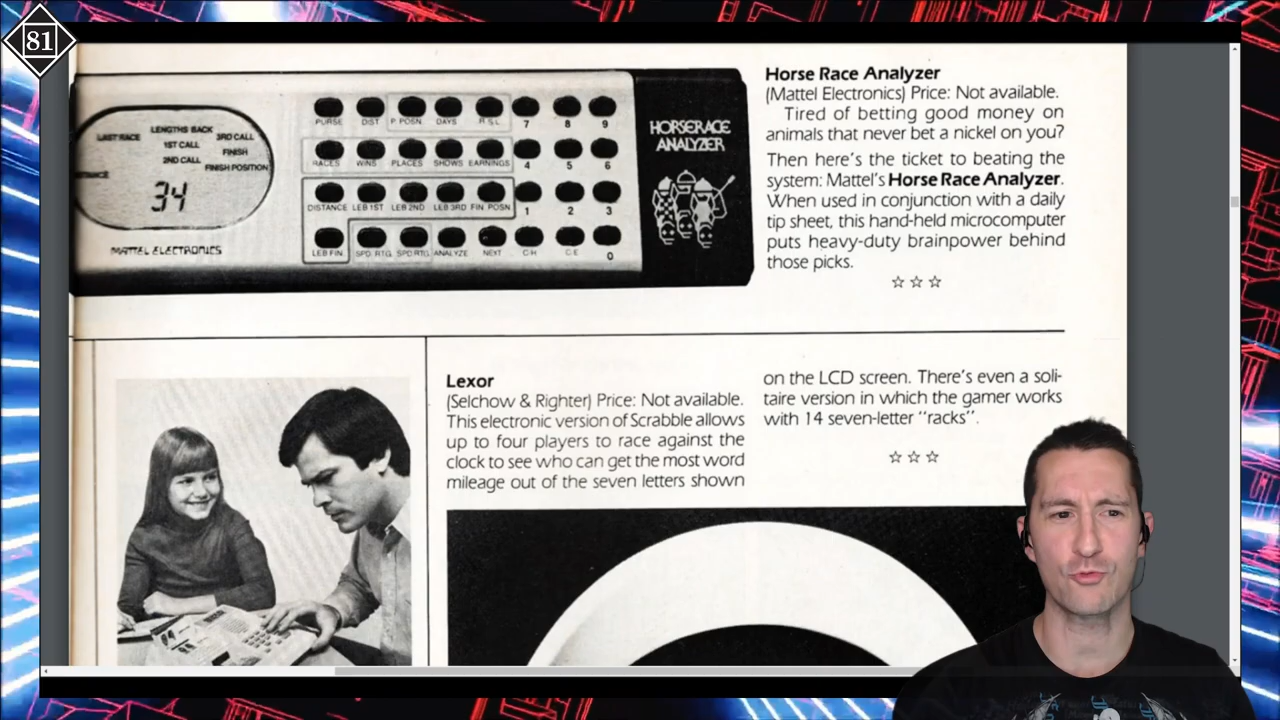 81
LENGTHS BACK
LAST RACE
3RD CALL
1ST CALL
FINISH
2ND CALL
FINISH POSITION
34
MATTEL ELECTRONICS
PURSE DIST P. POSN. DAYS R.S.L. 7 8 9
RACES WINS PLACES SHOWS EARNINGS 4 5 6
DISTANCE LEB 1ST LEB 2ND LEB 3RD FIN. POSN 1 2 3
LEB FIN. SPD. RTG. SPD. RTG. ANALYZE NEXT C-H C-E 0
HORSERACE
ANALYZER
Horse Race Analyzer
(Mattel Electronics) Price: Not available.
Tired of betting good money on
animals that never bet a nickel on you?
Then here's the ticket to beating the
system: Mattel's Horse Race Analyzer.
When used in conjunction with a daily
tip sheet, this hand-held microcomputer
puts heavy-duty brainpower behind
those picks.
☆ ☆ ☆
Lexor
(Selchow & Righter) Price: Not available.
This electronic version of Scrabble allows
up to four players to race against the
clock to see who can get the most word
mileage out of the seven letters shown
on the LCD screen. There's even a soli-
taire version in which the gamer works
with 14 seven-letter "racks".
☆ ☆ ☆